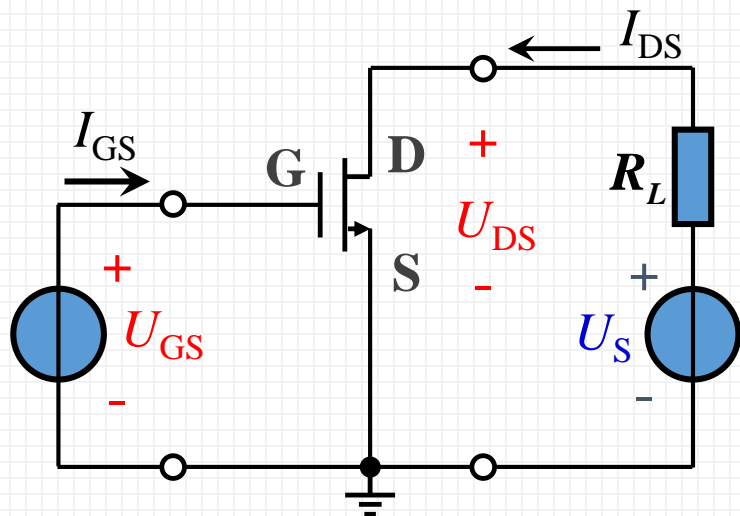 I_DS
I_GS
G
D
+
R_L
U_DS
S
+
-
+
U_GS
U_S
-
-